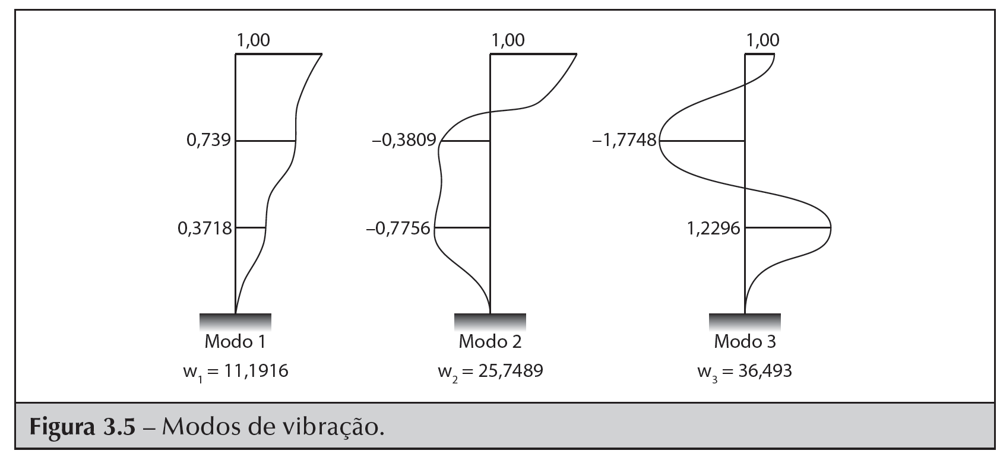 1,00 1,00 1,00
0,739 –0,3809 –1,7748
0,3718 –0,7756 1,2296
Modo 1 Modo 2 Modo 3
w1 = 11,1916 w2 = 25,7489 w3 = 36,493
Figura 3.5 – Modos de vibração.